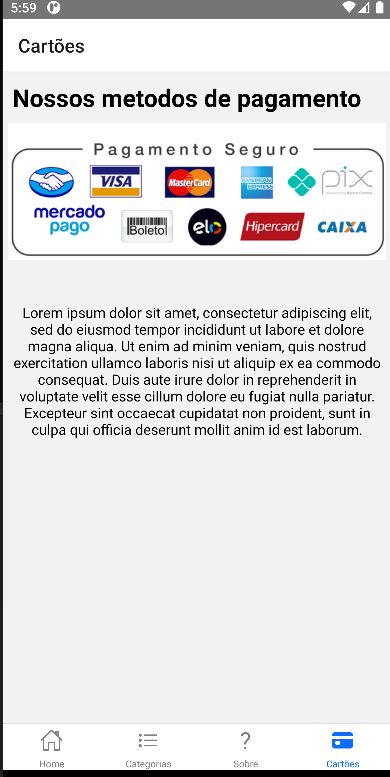 5:59
Cartões
Nossos metodos de pagamento
Pagamento Seguro
VISA MasterCard AMERICAN EXPRESS pix
mercado pago Boleto elo Hipercard CAIXA
Lorem ipsum dolor sit amet, consectetur adipiscing elit,
sed do eiusmod tempor incididunt ut labore et dolore
magna aliqua. Ut enim ad minim veniam, quis nostrud
exercitation ullamco laboris nisi ut aliquip ex ea commodo
consequat. Duis aute irure dolor in reprehenderit in
voluptate velit esse cillum dolore eu fugiat nulla pariatur.
Excepteur sint occaecat cupidatat non proident, sunt in
culpa qui officia deserunt mollit anim id est laborum.
Home Categorias Sobre Cartões